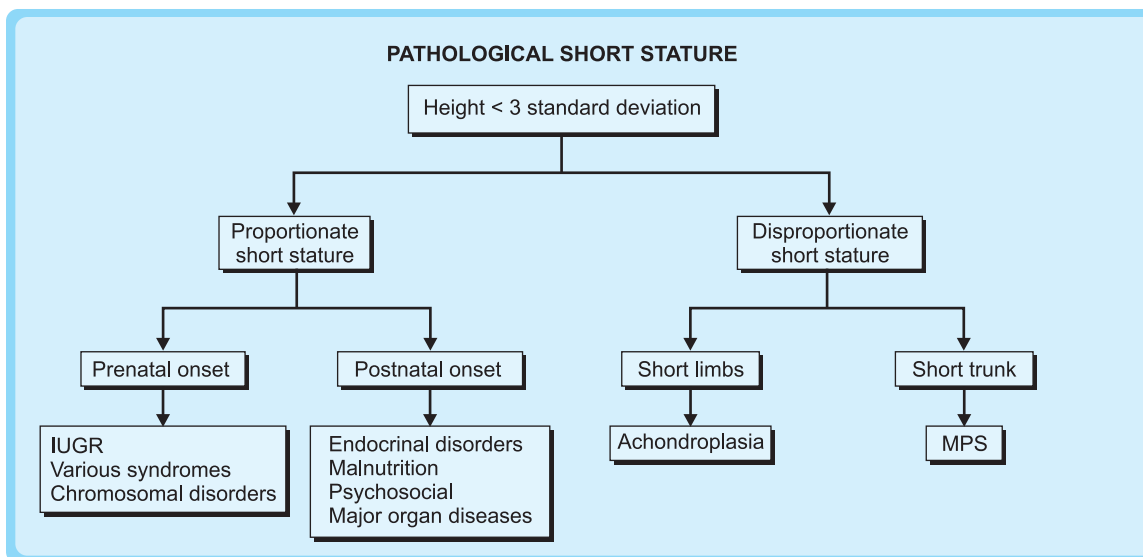 PATHOLOGICAL SHORT STATURE
Height < 3 standard deviation
Proportionate
short stature
Disproportionate
short stature
Prenatal onset
Postnatal onset
Short limbs
Short trunk
IUGR
Various syndromes
Chromosomal disorders
Endocrinal disorders
Malnutrition
Psychosocial
Major organ diseases
Achondroplasia
MPS